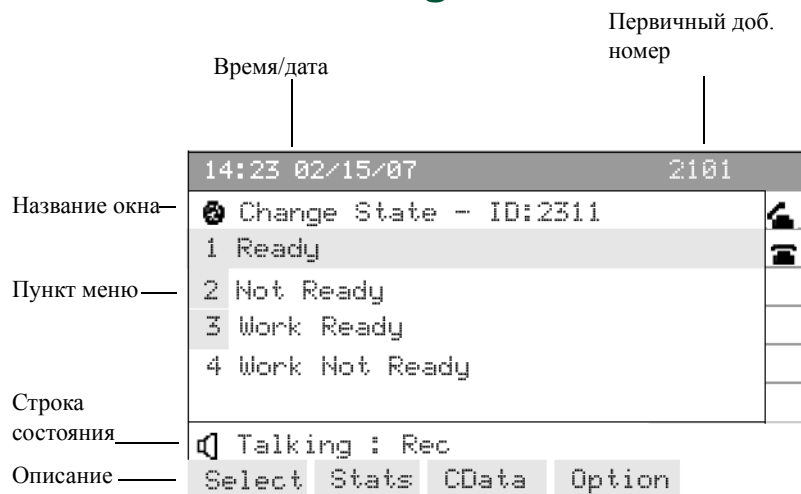 Первичный доб.
номер
Время/дата
14:23 02/15/07 2101
Название окна
Change State - ID:2311
1 Ready
Пункт меню
2 Not Ready
3 Work Ready
4 Work Not Ready
Строка
состояния
Talking : Rec
Описание
Select Stats CData Option